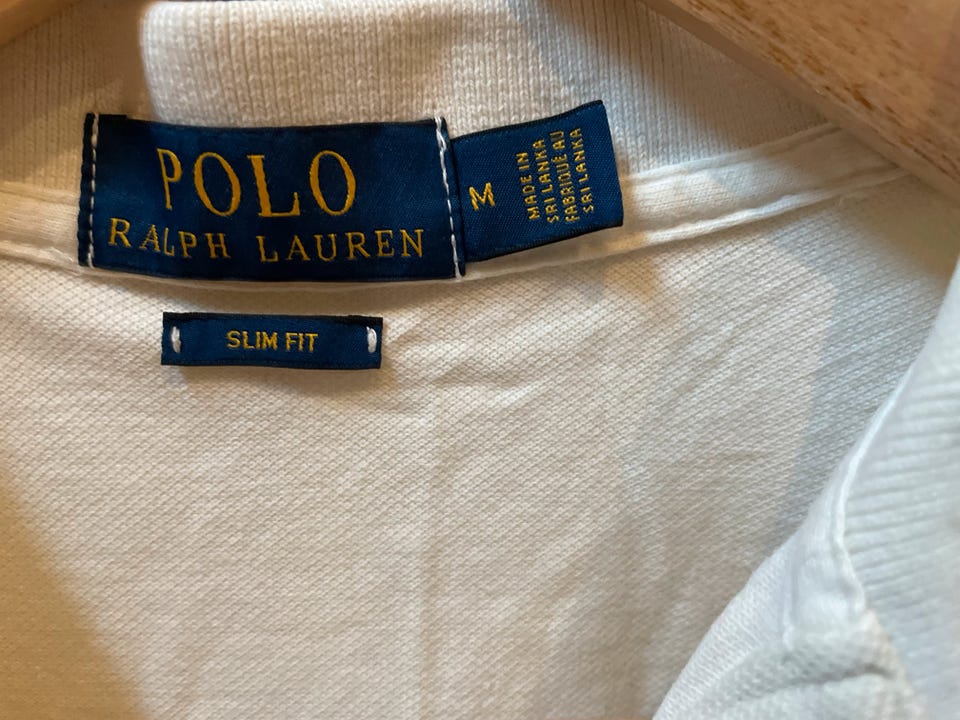 POLO
RALPH LAUREN
M
MADE IN
SRI LANKA
FABRIQUÉ AU
SRI LANKA
SLIM FIT